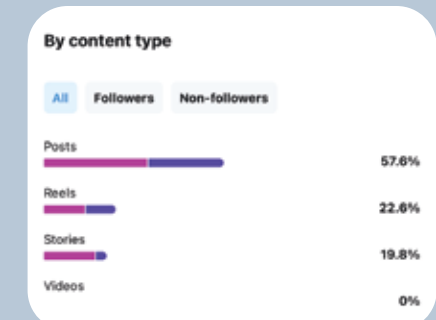 By content type
All Followers Non-followers
Posts
57.6%
Reels
22.6%
Stories
19.8%
Videos
0%